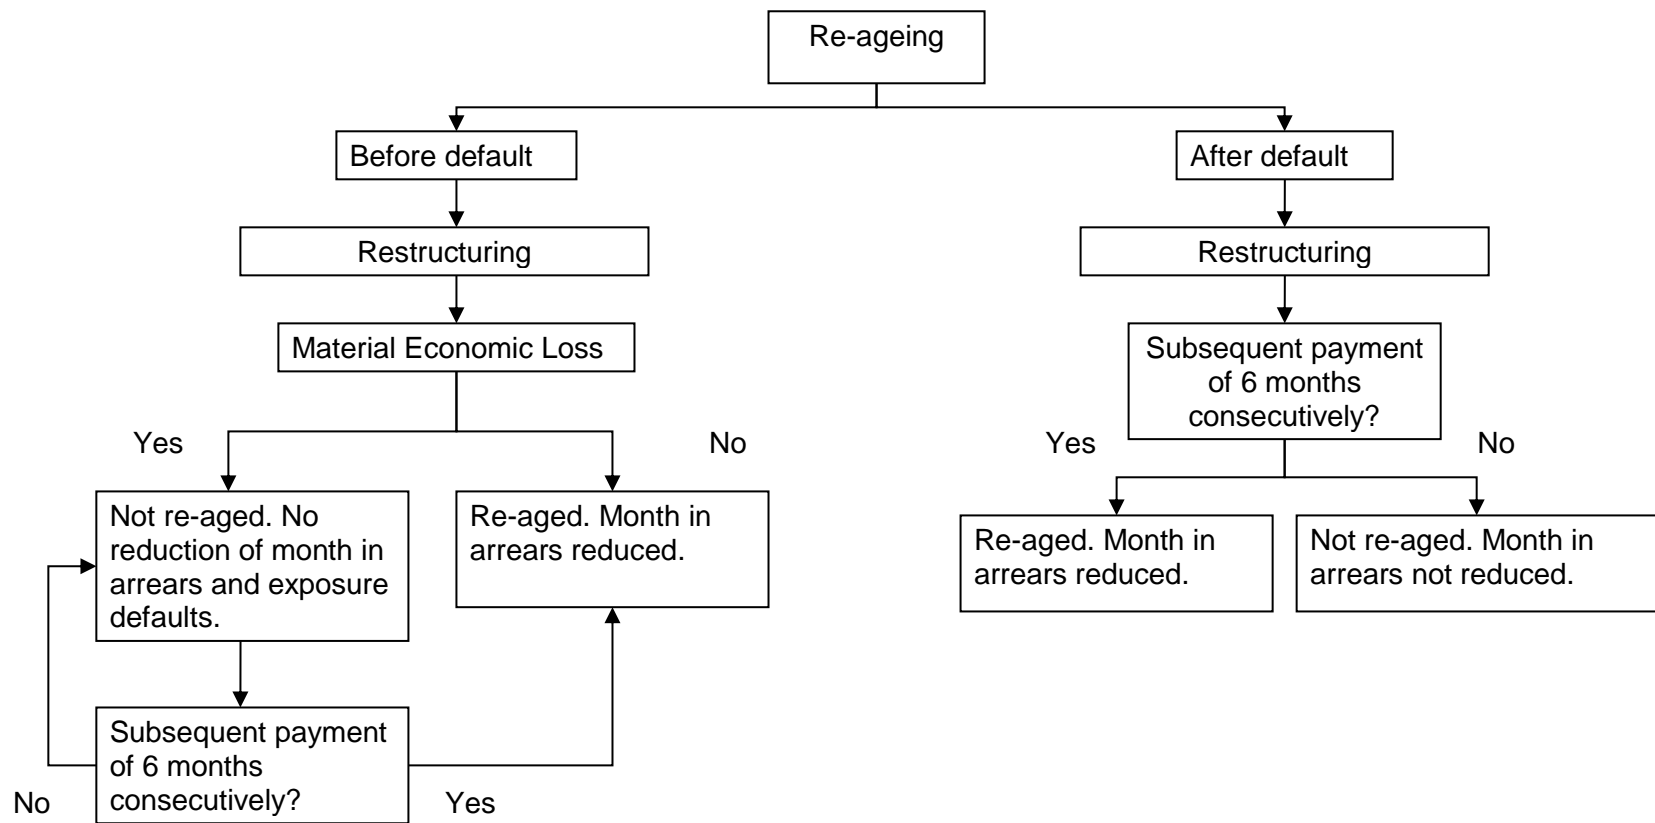 Re-ageing
Before default
After default
Restructuring
Restructuring
Material Economic Loss
Subsequent payment
of 6 months
consecutively?
Yes
No
Yes
No
Not re-aged. No
reduction of month in
arrears and exposure
defaults.
Re-aged. Month in
arrears reduced.
Re-aged. Month in
arrears reduced.
Not re-aged. Month in
arrears not reduced.
Subsequent payment
of 6 months
consecutively?
No
Yes